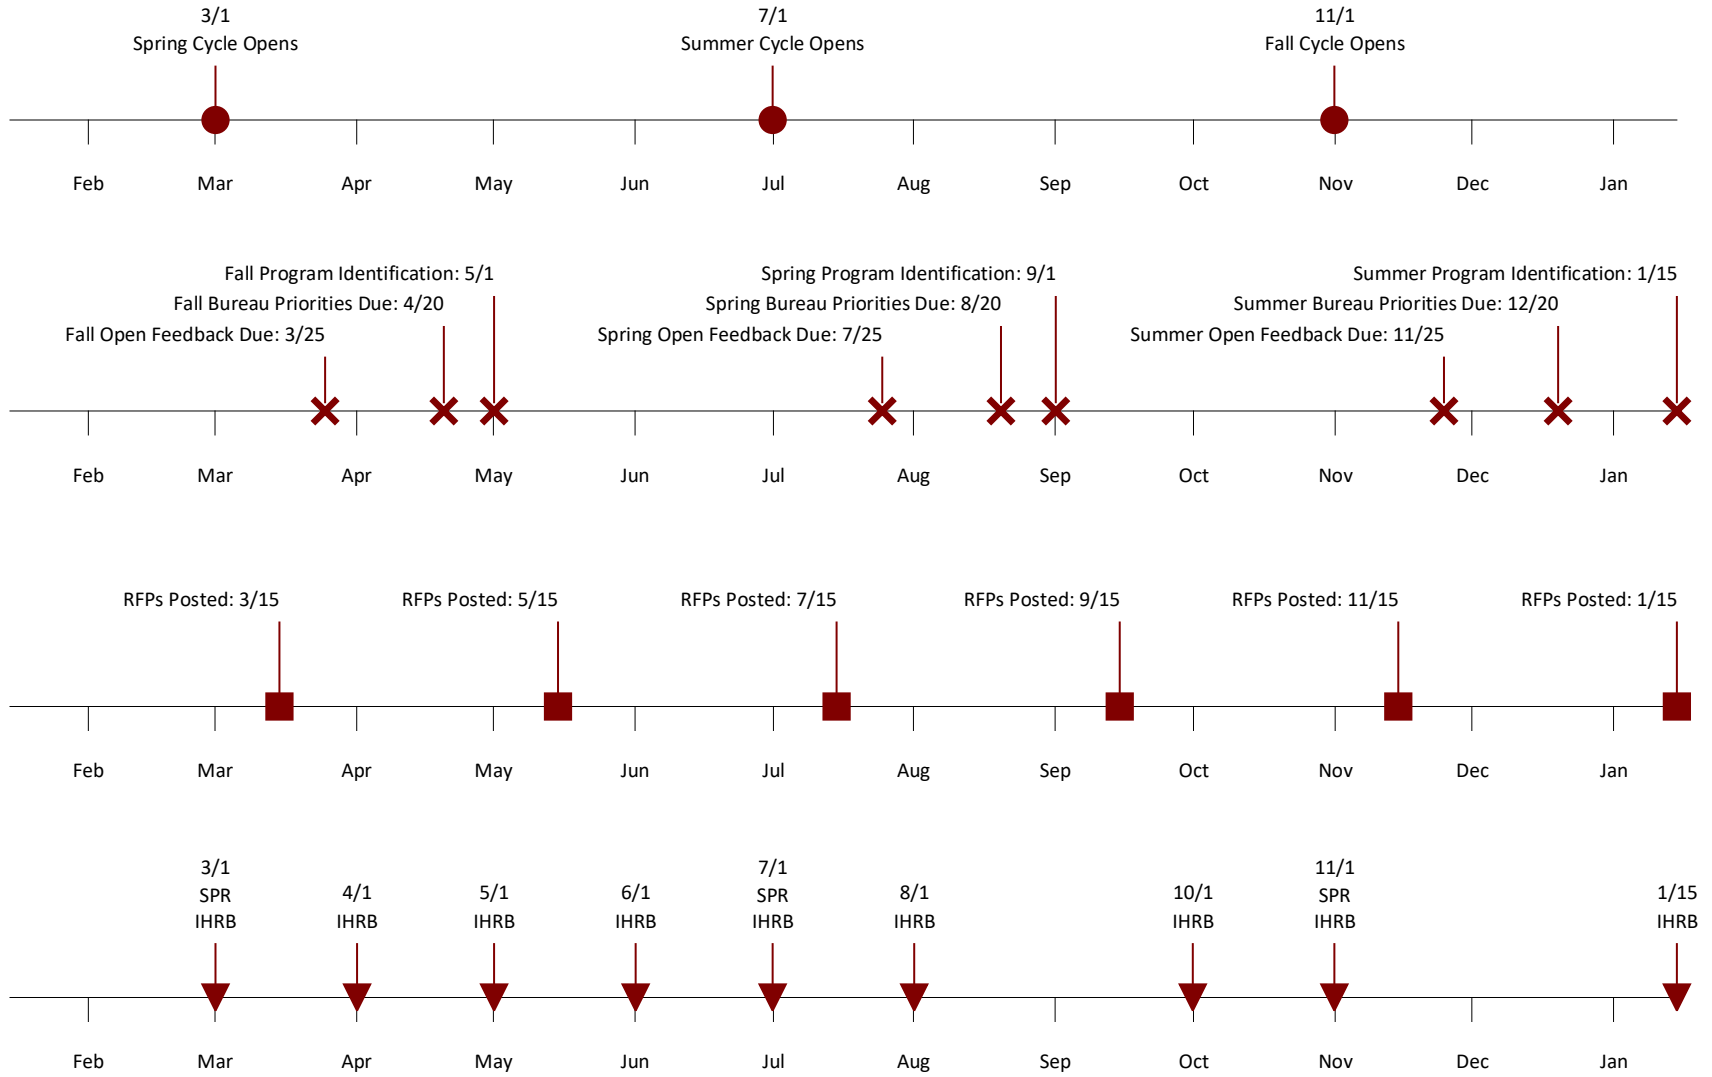 3/1
Spring Cycle Opens
7/1
Summer Cycle Opens
11/1
Fall Cycle Opens
Feb Mar Apr May Jun Jul Aug Sep Oct Nov Dec Jan
Fall Program Identification: 5/1
Fall Bureau Priorities Due: 4/20
Fall Open Feedback Due: 3/25
Spring Program Identification: 9/1
Spring Bureau Priorities Due: 8/20
Spring Open Feedback Due: 7/25
Summer Program Identification: 1/15
Summer Bureau Priorities Due: 12/20
Summer Open Feedback Due: 11/25
Feb Mar Apr May Jun Jul Aug Sep Oct Nov Dec Jan
RFPs Posted: 3/15
RFPs Posted: 5/15
RFPs Posted: 7/15
RFPs Posted: 9/15
RFPs Posted: 11/15
RFPs Posted: 1/15
Feb Mar Apr May Jun Jul Aug Sep Oct Nov Dec Jan
3/1
SPR
IHRB
4/1
IHRB
5/1
IHRB
6/1
IHRB
7/1
SPR
IHRB
8/1
IHRB
10/1
IHRB
11/1
SPR
IHRB
1/15
IHRB
Feb Mar Apr May Jun Jul Aug Sep Oct Nov Dec Jan